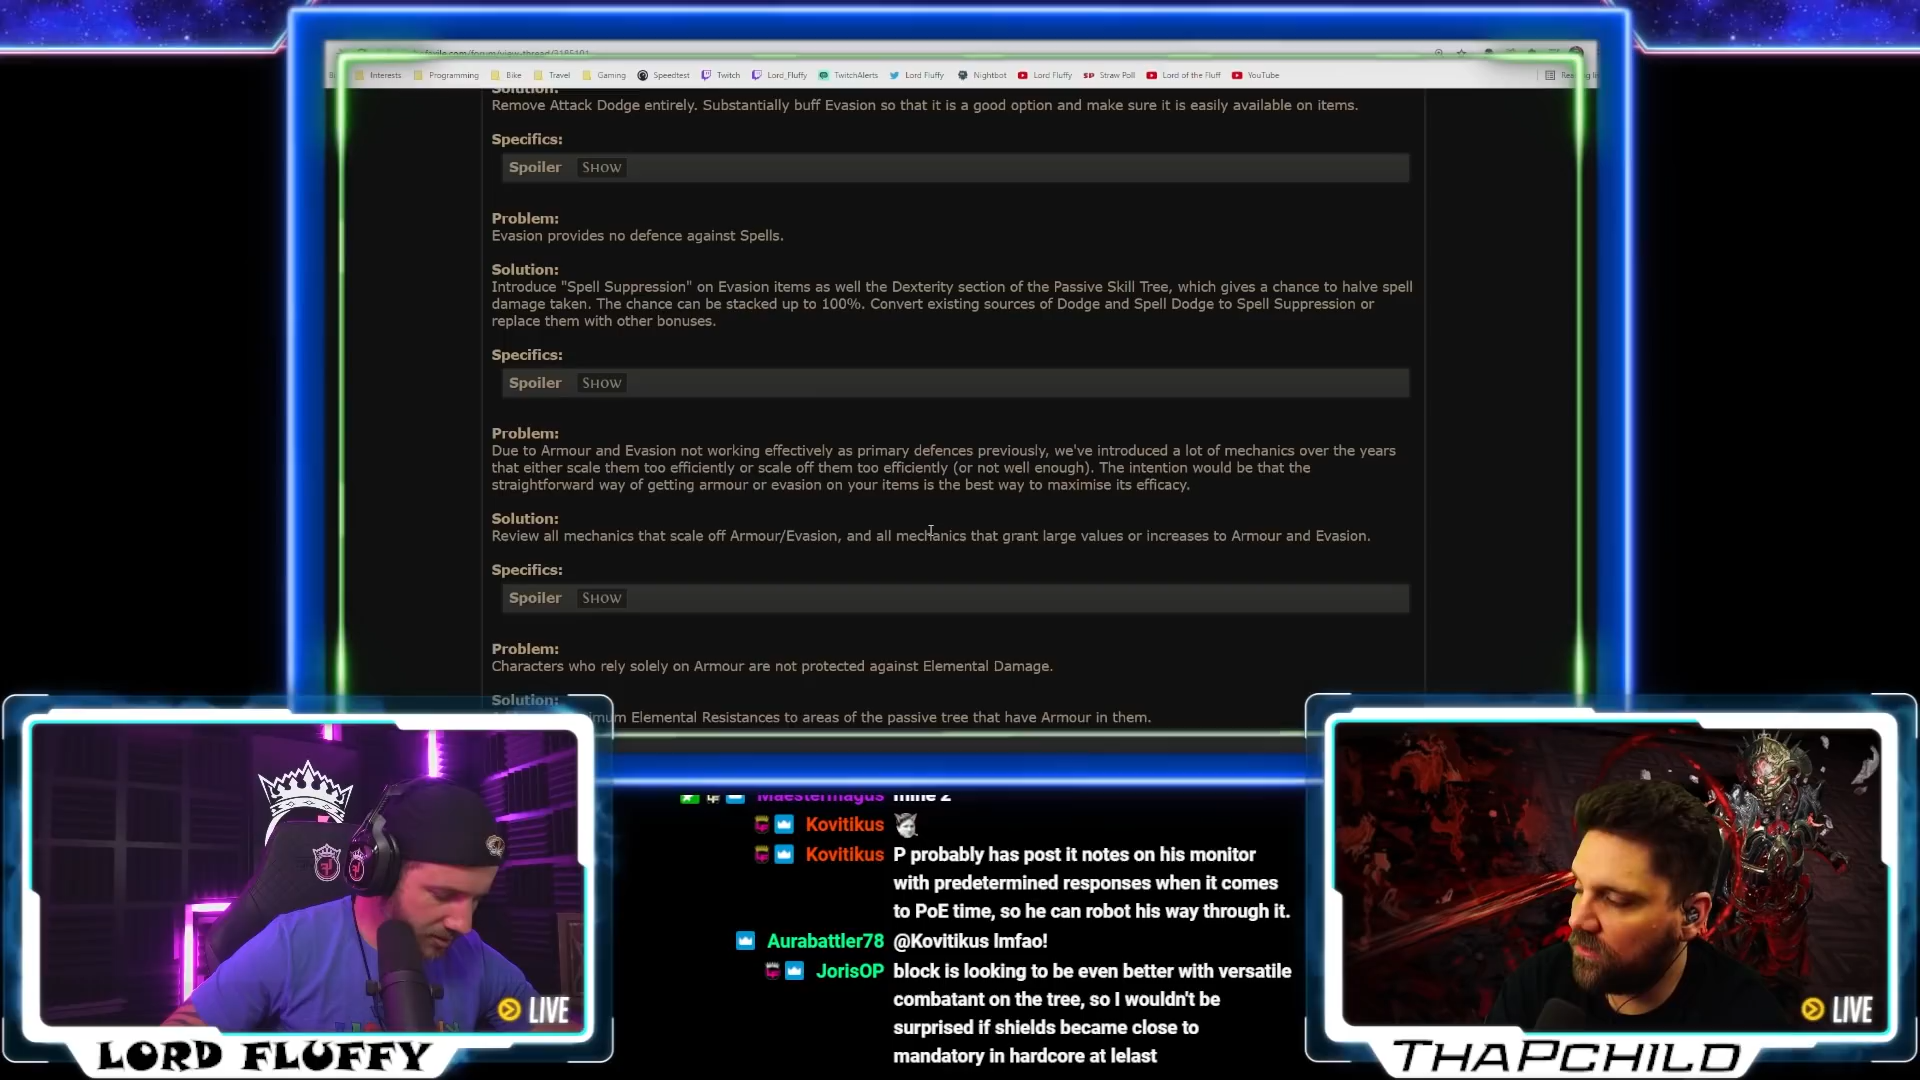 Interests Programming Bike Travel Gaming Speedtest Twitch Lord_Fluffy TwitchAlerts Lord Fluffy Nightbot Lord Fluffy Straw Poll Lord of the Fluff YouTube
Solution:
Remove Attack Dodge entirely. Substantially buff Evasion so that it is a good option and make sure it is easily available on items.
Specifics:
Spoiler SHOW
Problem:
Evasion provides no defence against Spells.
Solution:
Introduce "Spell Suppression" on Evasion items as well the Dexterity section of the Passive Skill Tree, which gives a chance to halve spell
damage taken. The chance can be stacked up to 100%. Convert existing sources of Dodge and Spell Dodge to Spell Suppression or
replace them with other bonuses.
Specifics:
Spoiler SHOW
Problem:
Due to Armour and Evasion not working effectively as primary defences previously, we've introduced a lot of mechanics over the years
that either scale them too efficiently or scale off them too efficiently (or not well enough). The intention would be that the
straightforward way of getting armour or evasion on your items is the best way to maximise its efficacy.
Solution:
Review all mechanics that scale off Armour/Evasion, and all mechanics that grant large values or increases to Armour and Evasion.
Specifics:
Spoiler SHOW
Problem:
Characters who rely solely on Armour are not protected against Elemental Damage.
Solution:
Elemental Resistances to areas of the passive tree that have Armour in them.
Maestermagus mine 2
Kovitikus
Kovitikus P probably has post it notes on his monitor
with predetermined responses when it comes
to PoE time, so he can robot his way through it.
Aurabattler78 @Kovitikus lmfao!
JorisOP block is looking to be even better with versatile
combatant on the tree, so I wouldn't be
surprised if shields became close to
mandatory in hardcore at lelast
LIVE
LORD FLUFFY
LIVE
THAPCHILD